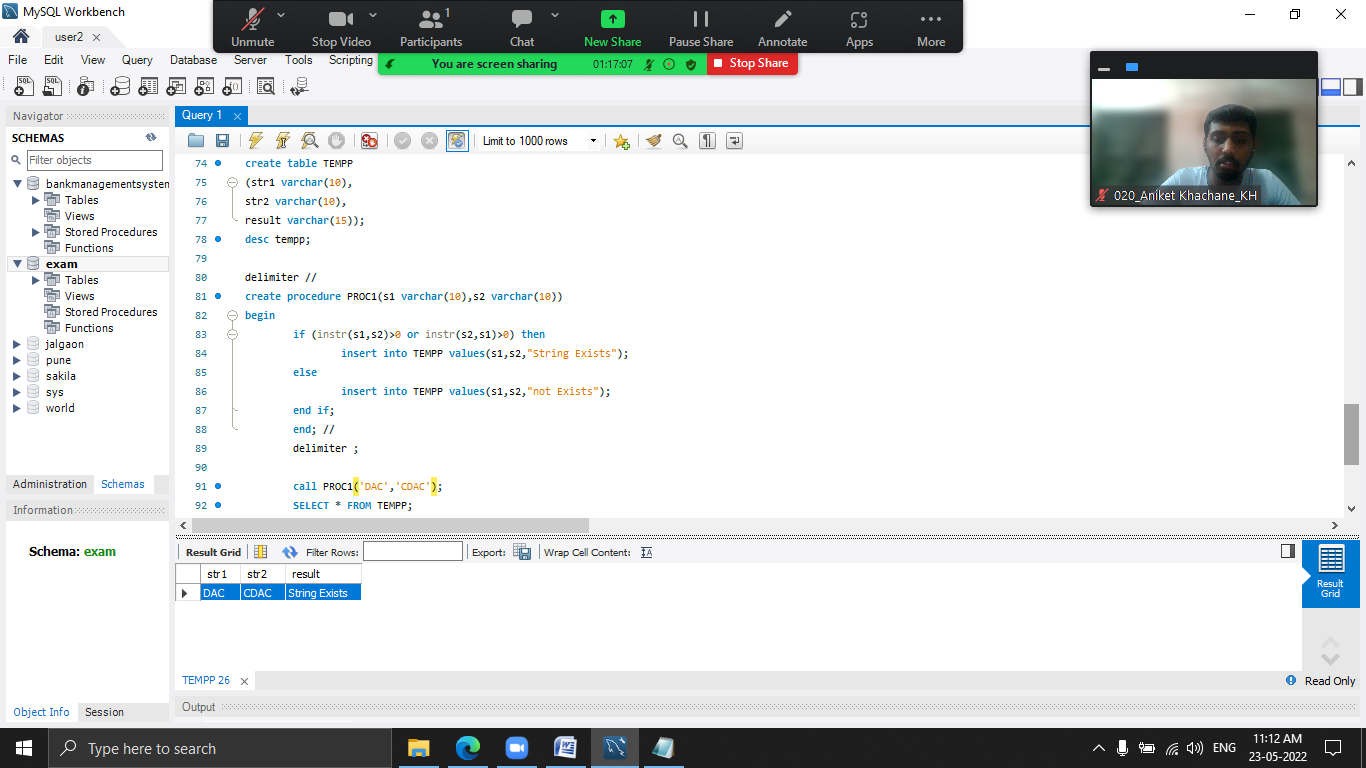 MySQL Workbench
user2
File Edit View Query Database Server Tools Scripting
Unmute Stop Video Participants 1 Chat New Share Pause Share Annotate Apps More
You are screen sharing 01:17:07 Stop Share
020_Aniket Khachane_KH
Navigator
SCHEMAS
Filter objects
bankmanagementsystem
Tables
Views
Stored Procedures
Functions
exam
Tables
Views
Stored Procedures
Functions
jalgaon
pune
sakila
sys
world
Administration Schemas
Information
Schema: exam
Object Info Session
Query 1
Limit to 1000 rows
74 create table TEMPP
75 (str1 varchar(10),
76 str2 varchar(10),
77 result varchar(15));
78 desc tempp;
79
80 delimiter //
81 create procedure PROC1(s1 varchar(10),s2 varchar(10))
82 begin
83 if (instr(s1,s2)>0 or instr(s2,s1)>0) then
84 insert into TEMPP values(s1,s2,"String Exists");
85 else
86 insert into TEMPP values(s1,s2,"not Exists");
87 end if;
88 end; //
89 delimiter ;
90
91 call PROC1('DAC','CDAC');
92 SELECT * FROM TEMPP;
Result Grid Filter Rows: Export: Wrap Cell Content:
str1 str2 result
DAC CDAC String Exists
Result
Grid
TEMPP 26
Read Only
Output
Type here to search
ENG
11:12 AM
23-05-2022